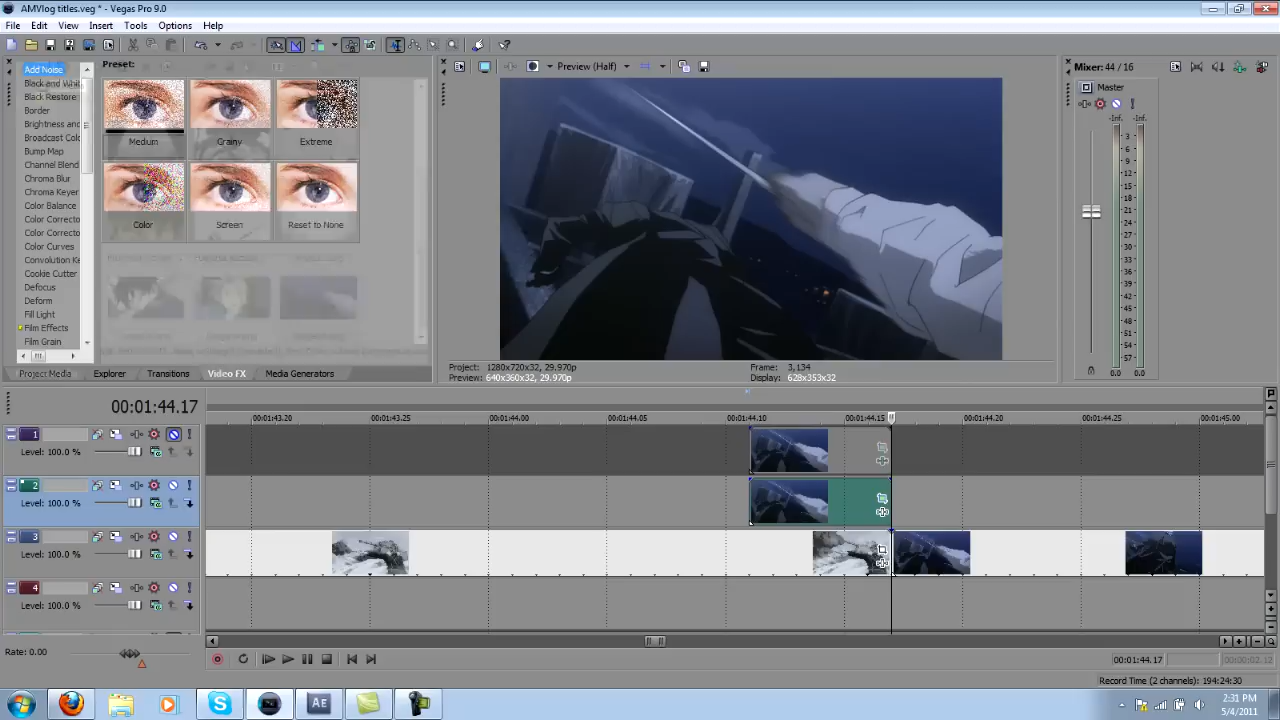 AMVlog titles.veg * - Vegas Pro 9.0
File Edit View Insert Tools Options Help
Add Noise
Black and Whit
Black Restore
Border
Brightness and
Broadcast Colo
Bump Map
Channel Blend
Chroma Blur
Chroma Keyer
Color Balance
Color Correcto
Color Correcto
Color Curves
Convolution Ke
Cookie Cutter
Defocus
Deform
Fill Light
Film Effects
Film Grain
Preset:
Medium Grainy Extreme
Color Screen Reset to None
Project Media Explorer Transitions Video FX Media Generators
Preview (Half)
Project: 1280x720x32, 29.970p
Preview: 640x360x32, 29.970p
Frame: 3,134
Display: 628x353x32
Mixer: 44 / 16
Master
-Inf. -Inf.
3
6
9
12
15
18
21
24
27
30
33
36
39
42
45
48
51
54
57
0.0 0.0
00:01:44.17
00:01:43.20 00:01:43.25 00:01:44.00 00:01:44.05 00:01:44.10 00:01:44.15 00:01:44.20 00:01:44.25 00:01:45.00
1
Level: 100.0 %
2
Level: 100.0 %
3
Level: 100.0 %
4
Level: 100.0 %
Rate: 0.00
00:01:44.17 00:00:02.12
Record Time (2 channels): 194:24:30
AE
2:31 PM
5/4/2011